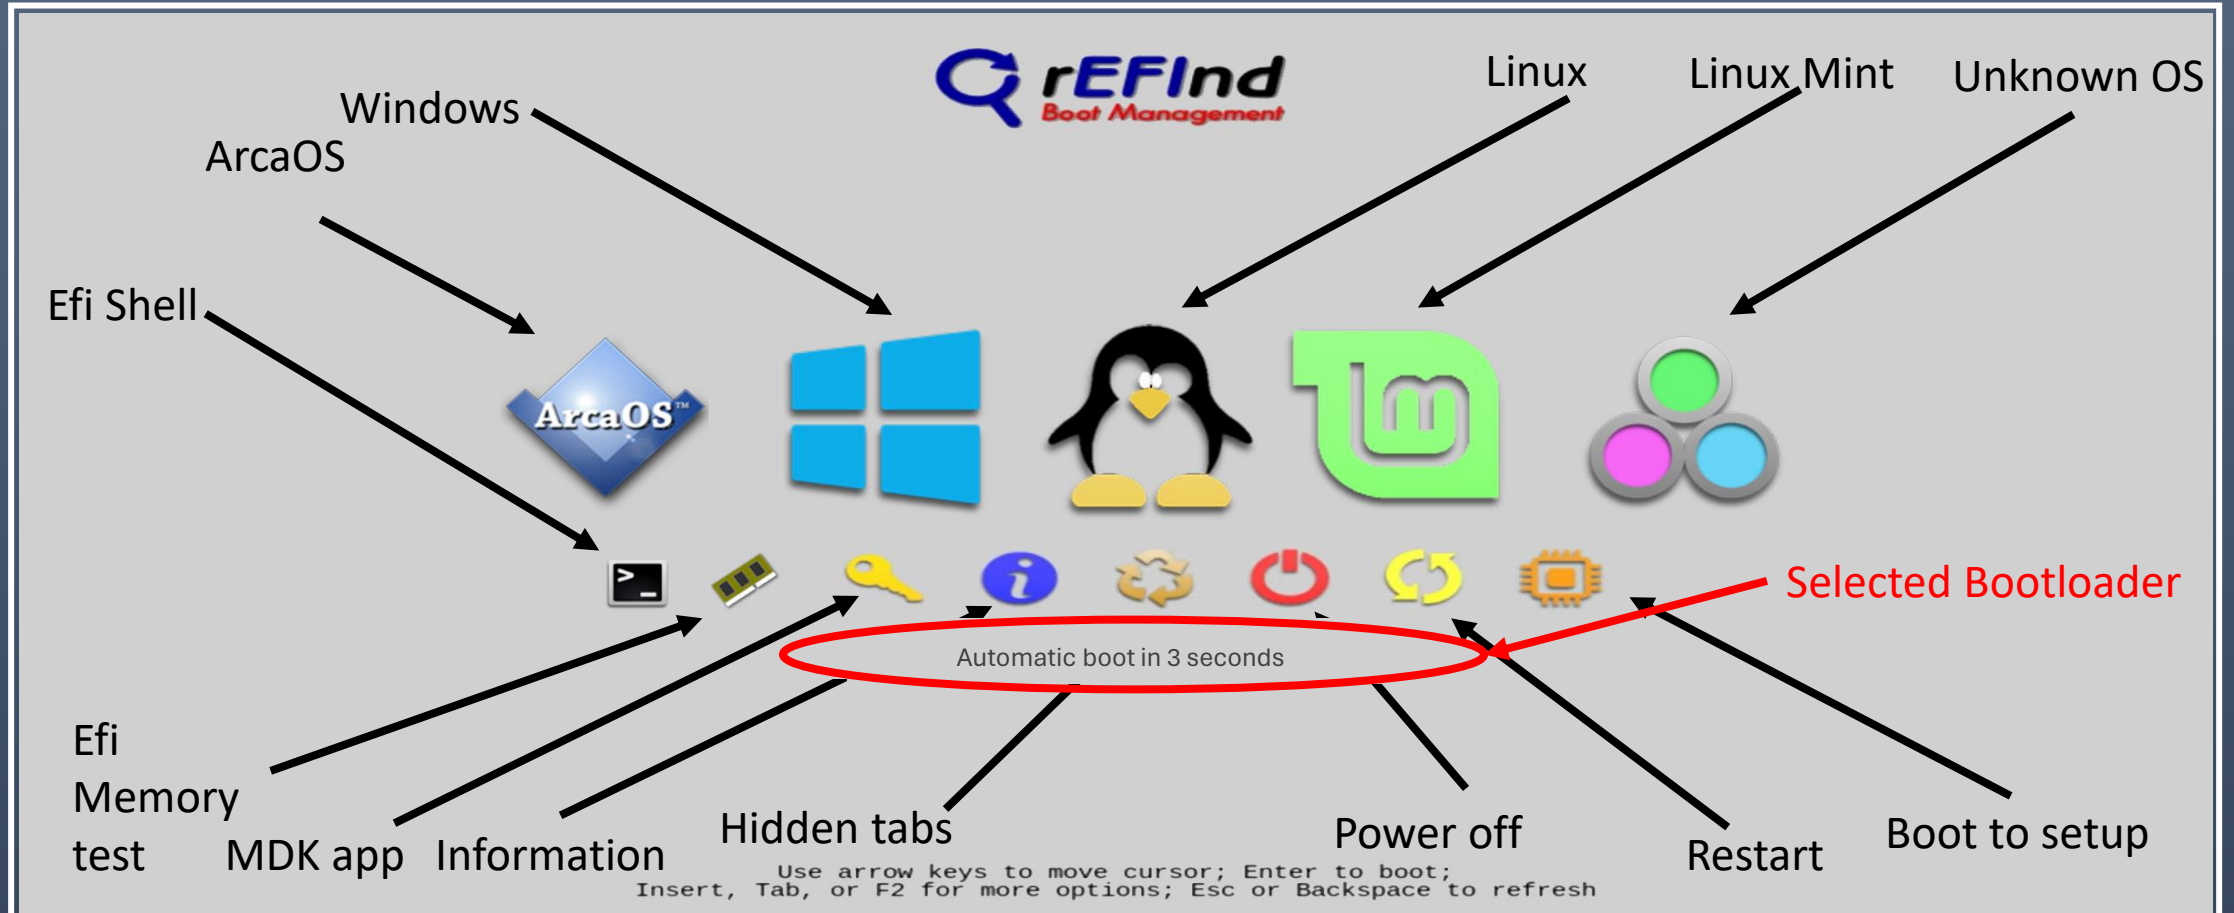 rEFInd
Boot Management
Linux
Linux Mint
Unknown OS
Windows
ArcaOS
Efi Shell
ArcaOS™
>_
Selected Bootloader
Automatic boot in 3 seconds
Efi
Memory
test
MDK app
Information
Hidden tabs
Power off
Restart
Boot to setup
Use arrow keys to move cursor; Enter to boot;
Insert, Tab, or F2 for more options; Esc or Backspace to refresh